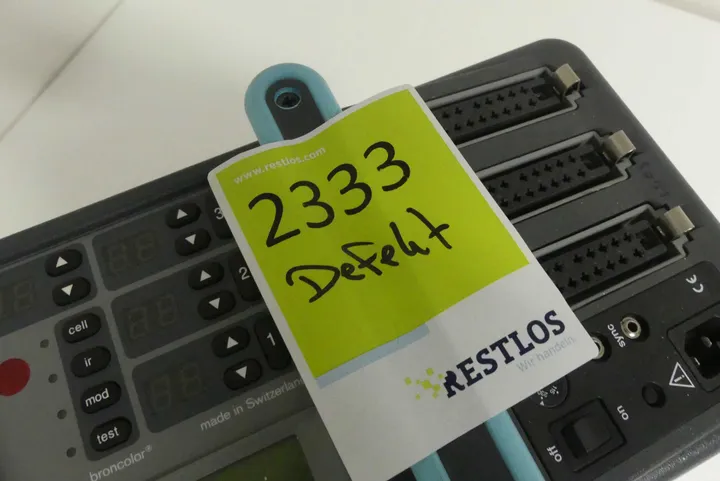 www.restlos.com
2333
Defekt
RESTLOS
Wir handeln.
3
2
1
cell
ir
mod
test
made in Switzerland
broncolor®
sync
on
off
CE